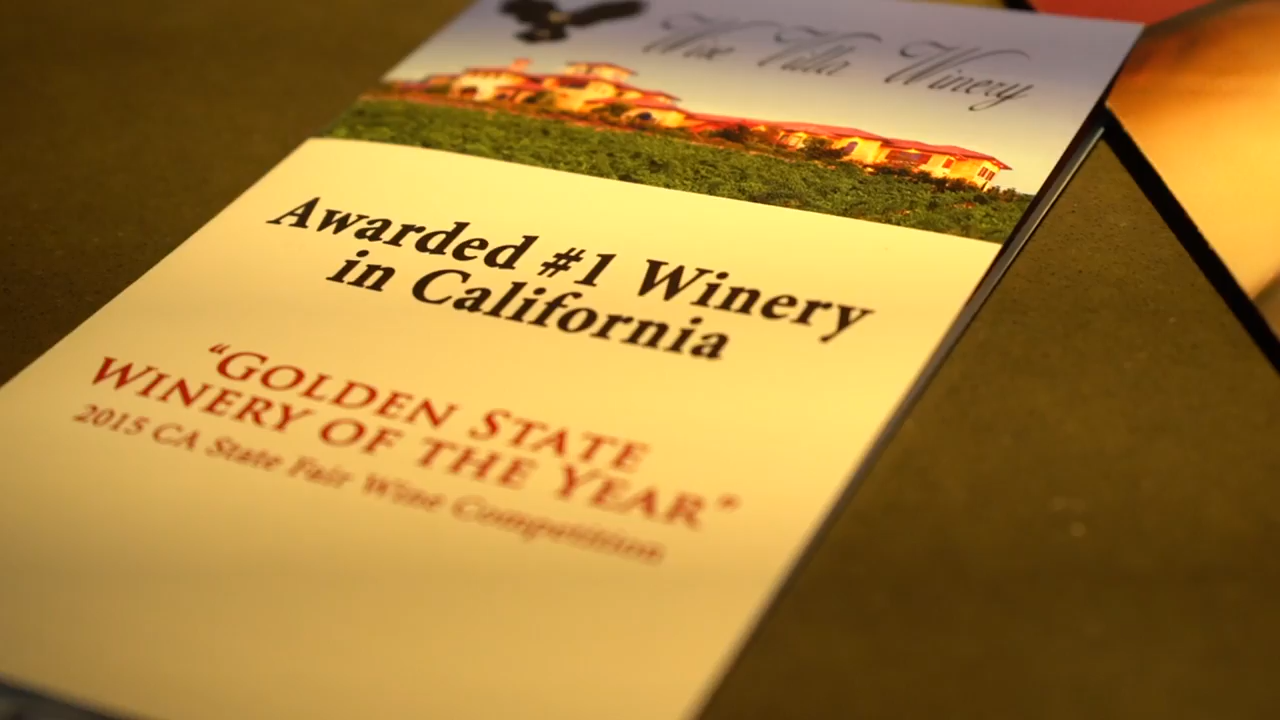 Wise Villa Winery
Awarded #1 Winery
in California
“GOLDEN STATE
WINERY OF THE YEAR”
2015 CA State Fair Wine Competition